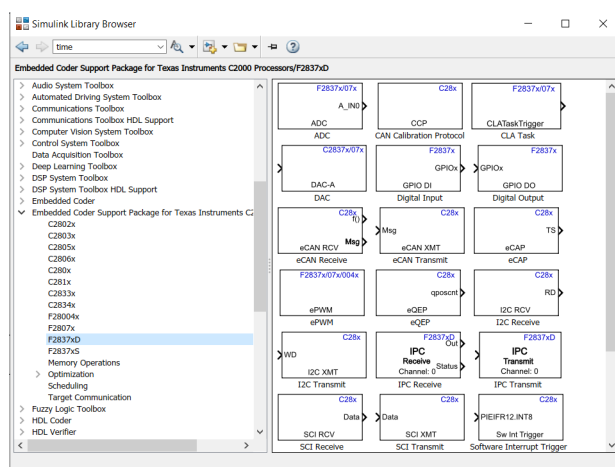 Simulink Library Browser
time
Embedded Coder Support Package for Texas Instruments C2000 Processors/F2837xD
Audio System Toolbox
Automated Driving System Toolbox
Communications Toolbox
Communications Toolbox HDL Support
Computer Vision System Toolbox
Control System Toolbox
Data Acquisition Toolbox
Deep Learning Toolbox
DSP System Toolbox
DSP System Toolbox HDL Support
Embedded Coder
Embedded Coder Support Package for Texas Instruments C2
C2802x
C2803x
C2805x
C2806x
C280x
C281x
C2833x
C2834x
F28004x
F2807x
F2837xD
F2837xS
Memory Operations
Optimization
Scheduling
Target Communication
Fuzzy Logic Toolbox
HDL Coder
HDL Verifier
F2837x/07x C28x F2837x/07x
A_IN0
ADC CCP CLATaskTrigger
ADC CAN Calibration Protocol CLA Task
C2837x/07x F2837x F2837x
GPIOx GPIOx
DAC-A GPIO DI GPIO DO
DAC Digital Input Digital Output
C28x C28x C28x
f() Msg TS
Msg
eCAN RCV eCAN XMT eCAP
eCAN Receive eCAN Transmit eCAP
F2837x/07x/004x C28x C28x
qposcnt RD
ePWM eQEP I2C RCV
ePWM eQEP I2C Receive
C28x F2837xD F2837xD
Out
WD IPC IPC
Receive Transmit
Status
I2C XMT Channel: 0 Channel: 0
I2C Transmit IPC Receive IPC Transmit
C28x C28x C28x
Data Data PIEIFR12.INT8
SCI RCV SCI XMT Sw Int Trigger
SCI Receive SCI Transmit Software Interrupt Trigger